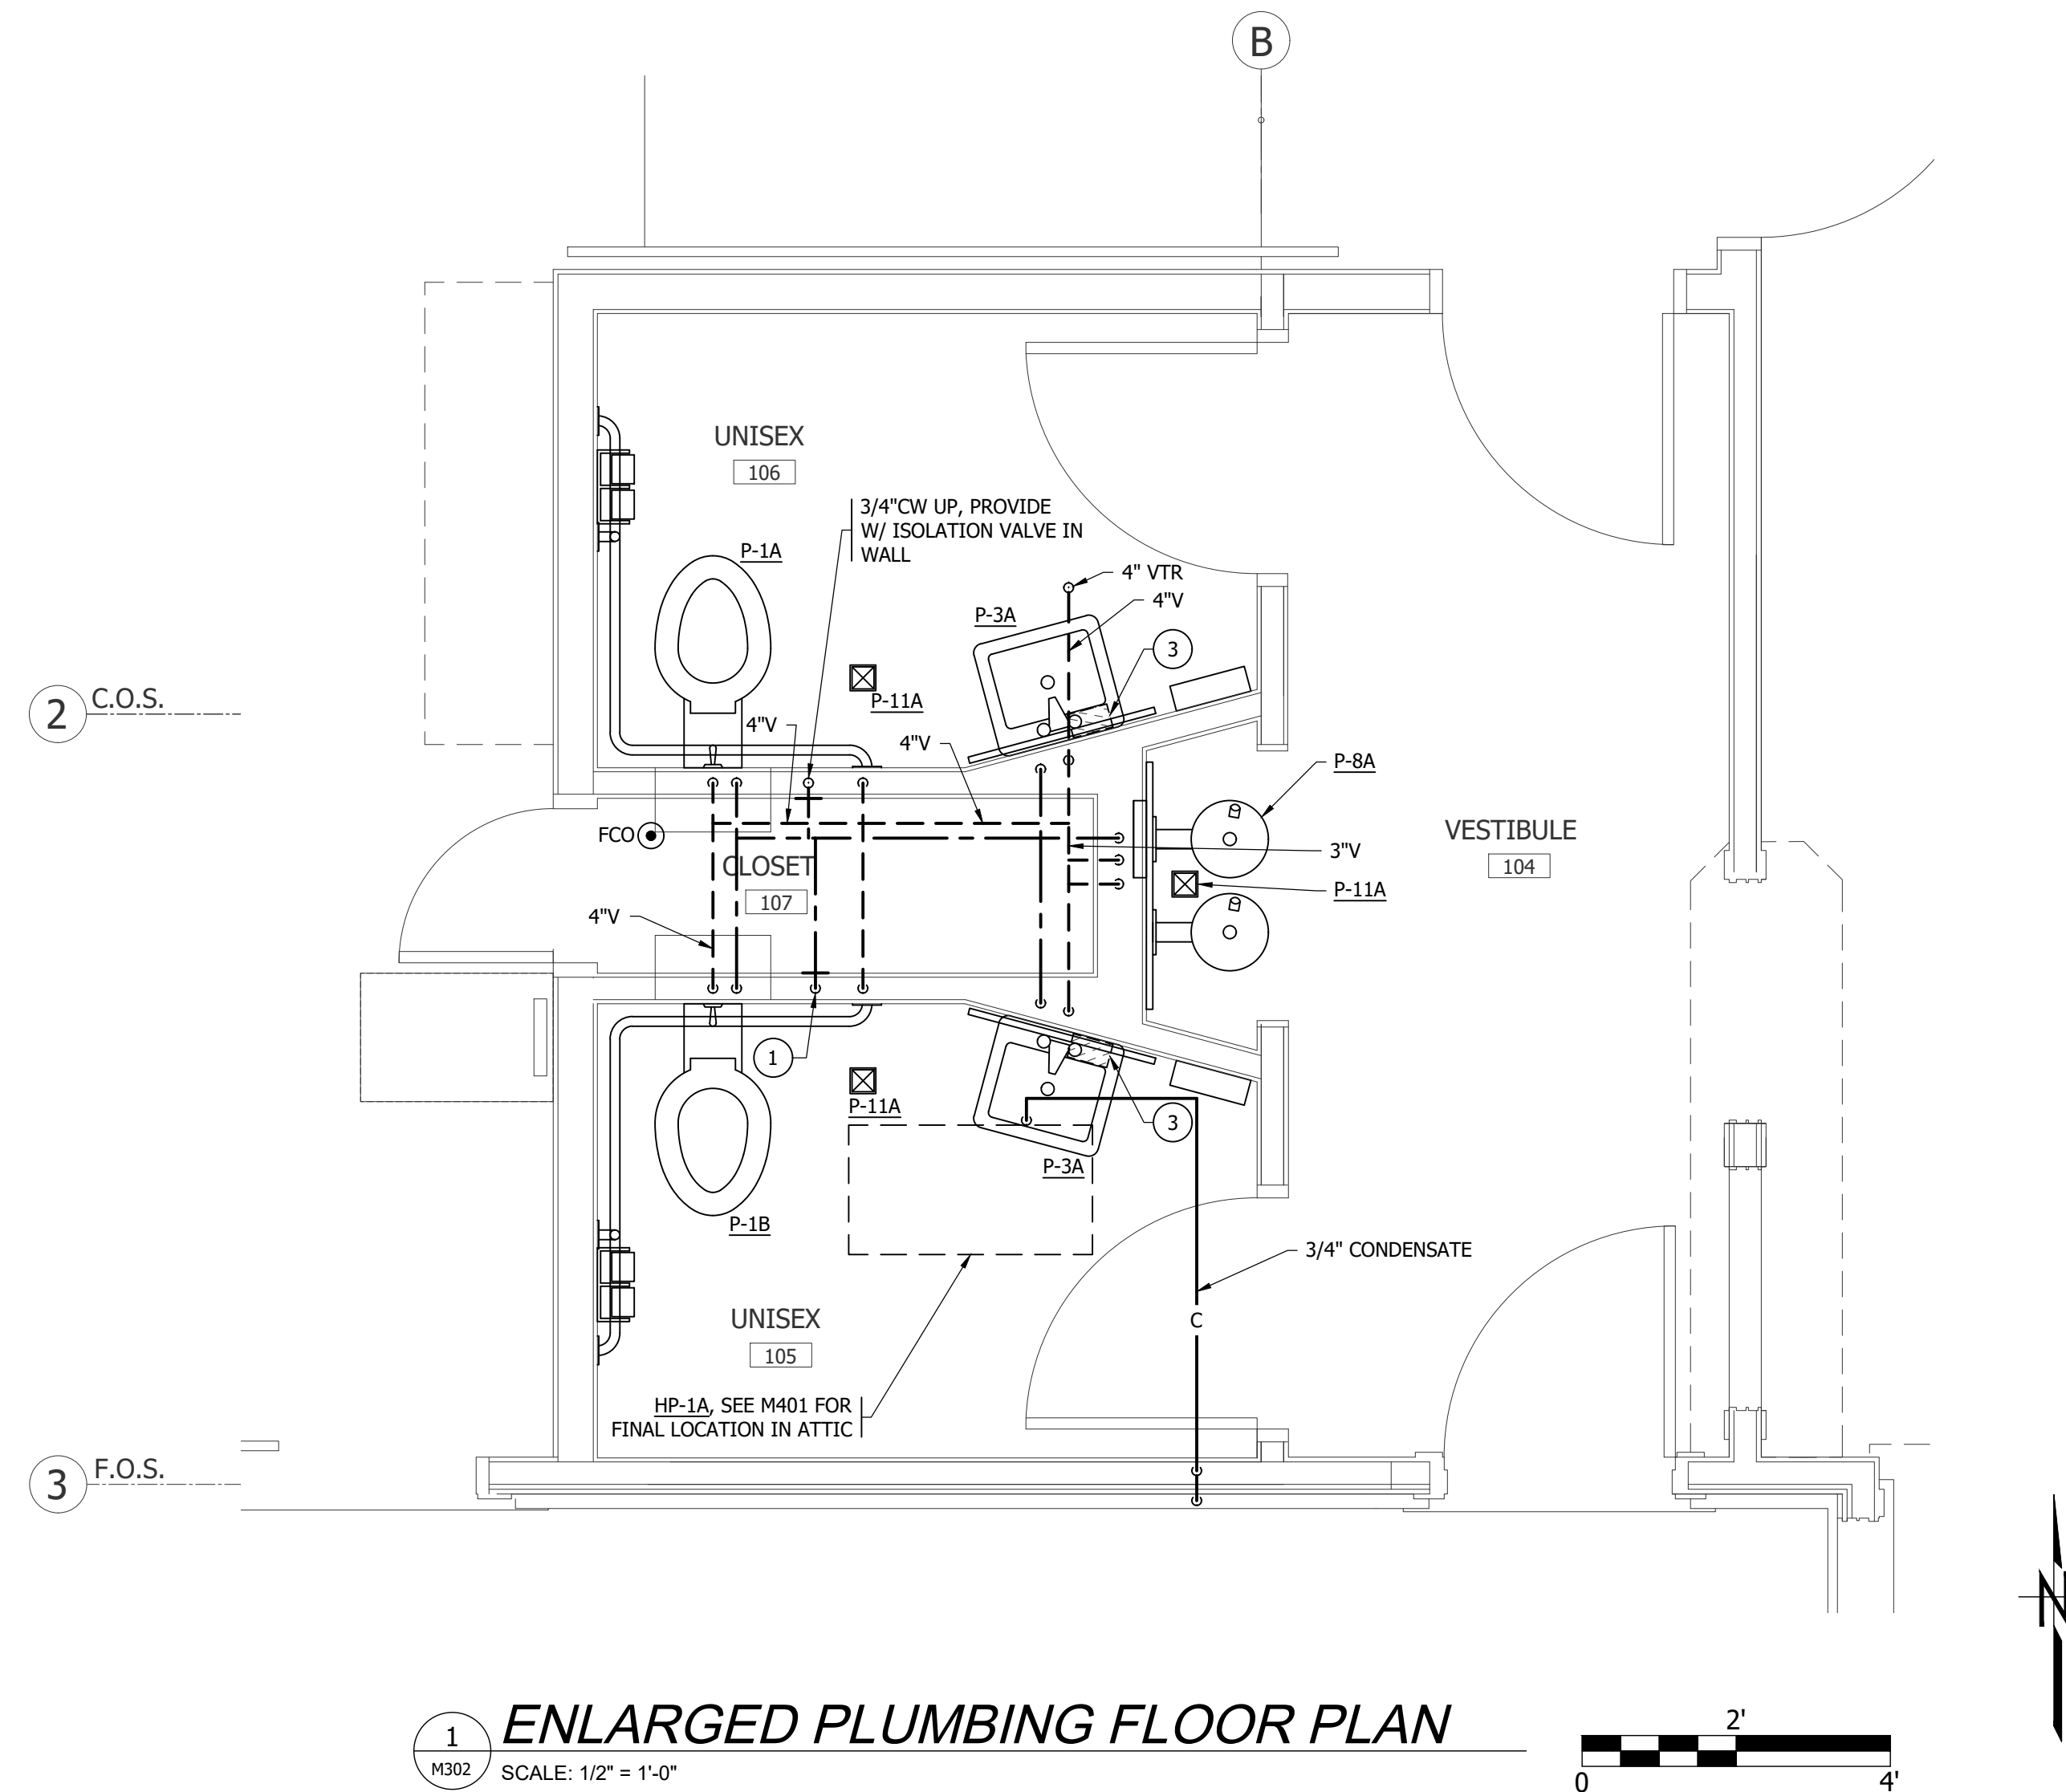 B
UNISEX
106
3/4"CW UP, PROVIDE
W/ ISOLATION VALVE IN
WALL
P-1A
4" VTR
4"V
P-3A
3
2
C.O.S.
P-11A
4"V
4"V
P-8A
FCO
CLOSET
107
VESTIBULE
104
3"V
P-11A
4"V
1
P-11A
3
P-3A
P-1B
3/4" CONDENSATE
C
UNISEX
105
HP-1A, SEE M401 FOR
FINAL LOCATION IN ATTIC
3
F.O.S.
N
1
M302
ENLARGED PLUMBING FLOOR PLAN
SCALE: 1/2" = 1'-0"
2'
0
4'